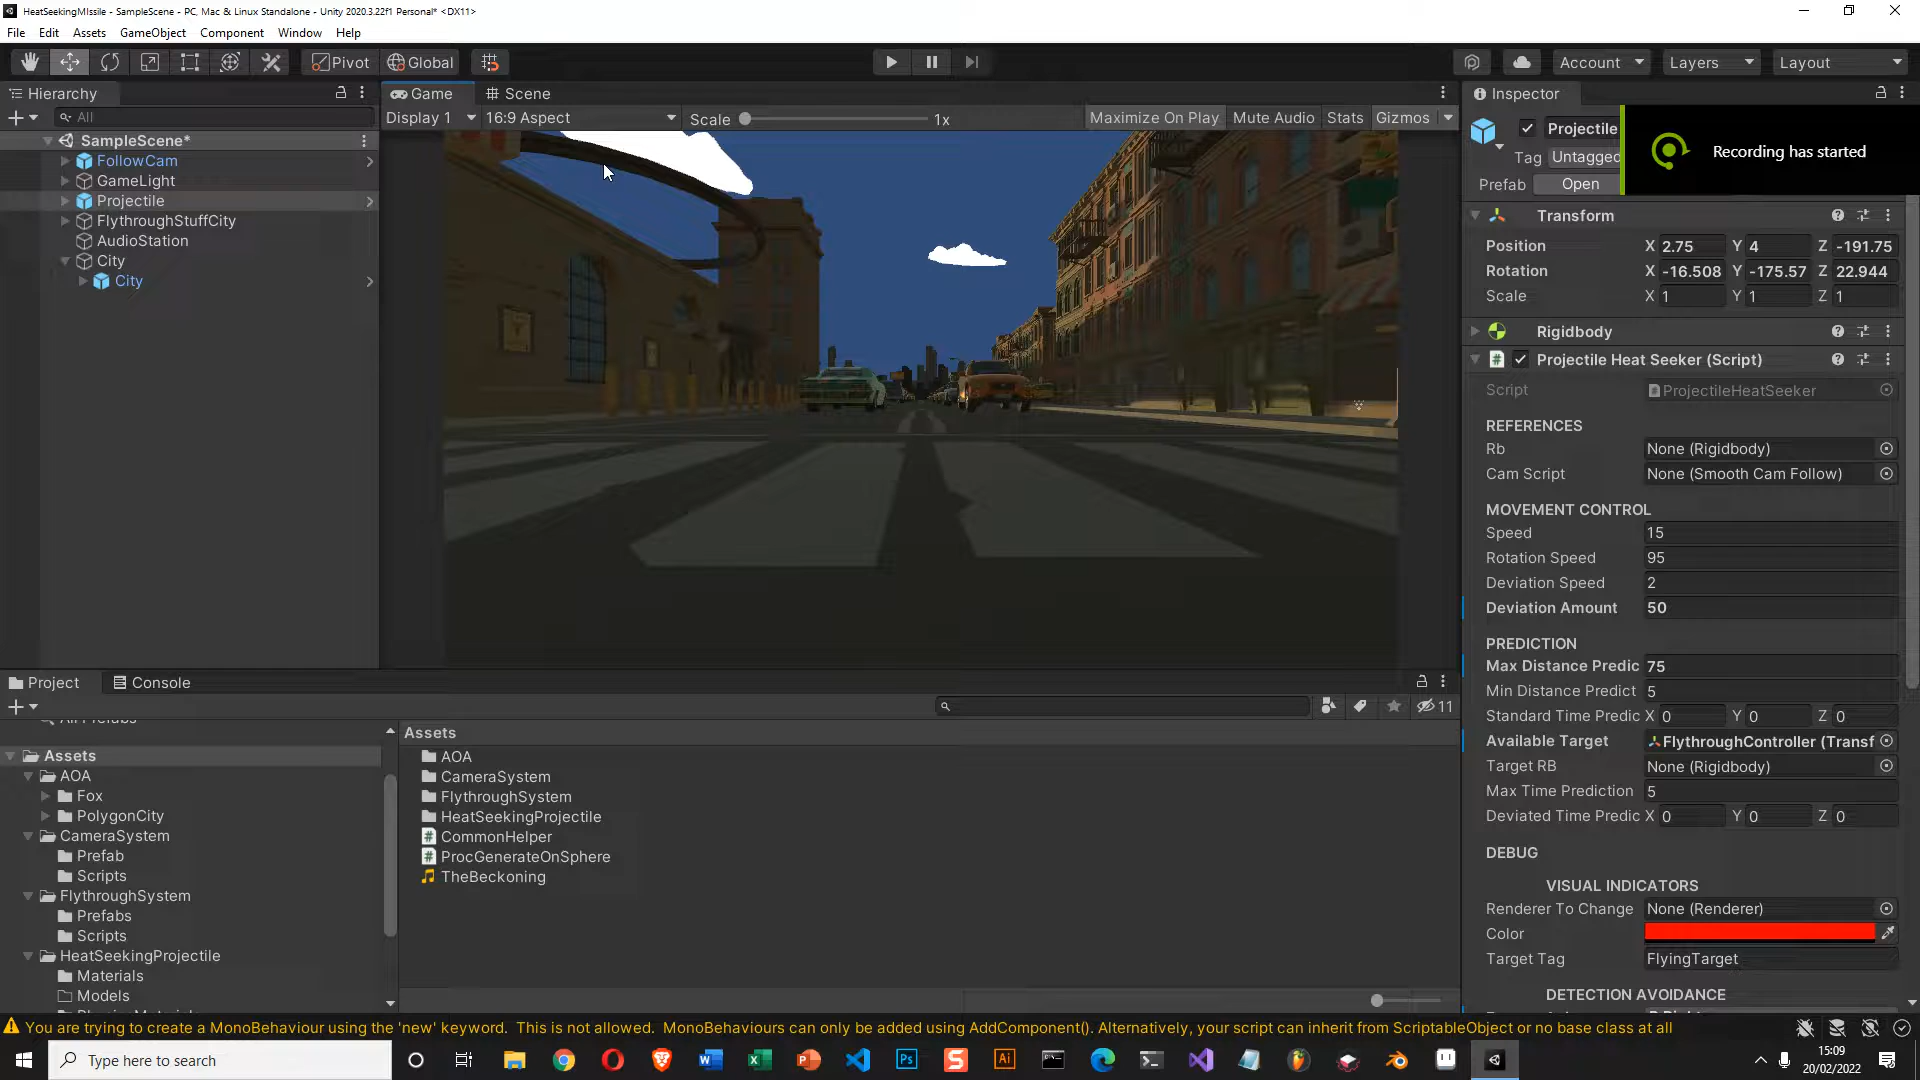 HeatSeekingMIssile - SampleScene - PC, Mac & Linux Standalone - Unity 2020.3.22f1 Personal* <DX11>
File Edit Assets GameObject Component Window Help
Pivot Global Account Layers Layout
Hierarchy Game Scene Inspector
All Display 1 16:9 Aspect Scale 1x Maximize On Play Mute Audio Stats Gizmos
Projectile
Recording has started
SampleScene*
FollowCam
GameLight
Projectile
FlythroughStuffCity
AudioStation
City
City
Tag Untagged
Prefab Open
Transform
Position X 2.75 Y 4 Z -191.75
Rotation X -16.508 Y -175.57 Z 22.944
Scale X 1 Y 1 Z 1
Rigidbody
Projectile Heat Seeker (Script)
Script ProjectileHeatSeeker
REFERENCES
Rb None (Rigidbody)
Cam Script None (Smooth Cam Follow)
MOVEMENT CONTROL
Speed 15
Rotation Speed 95
Deviation Speed 2
Deviation Amount 50
PREDICTION
Max Distance Predic 75
Min Distance Predict 5
Standard Time Predic X 0 Y 0 Z 0
Available Target FlythroughController (Transf
Target RB None (Rigidbody)
Max Time Prediction 5
Deviated Time Predic X 0 Y 0 Z 0
DEBUG
VISUAL INDICATORS
Renderer To Change None (Renderer)
Color
Target Tag FlyingTarget
DETECTION AVOIDANCE
Project Console
11
All Prefabs
Assets
AOA
Fox
PolygonCity
CameraSystem
Prefab
Scripts
FlythroughSystem
Prefabs
Scripts
HeatSeekingProjectile
Materials
Models
Assets
AOA
CameraSystem
FlythroughSystem
HeatSeekingProjectile
CommonHelper
ProcGenerateOnSphere
TheBeckoning
You are trying to create a MonoBehaviour using the 'new' keyword. This is not allowed. MonoBehaviours can only be added using AddComponent(). Alternatively, your script can inherit from ScriptableObject or no base class at all
Type here to search
15:09
20/02/2022